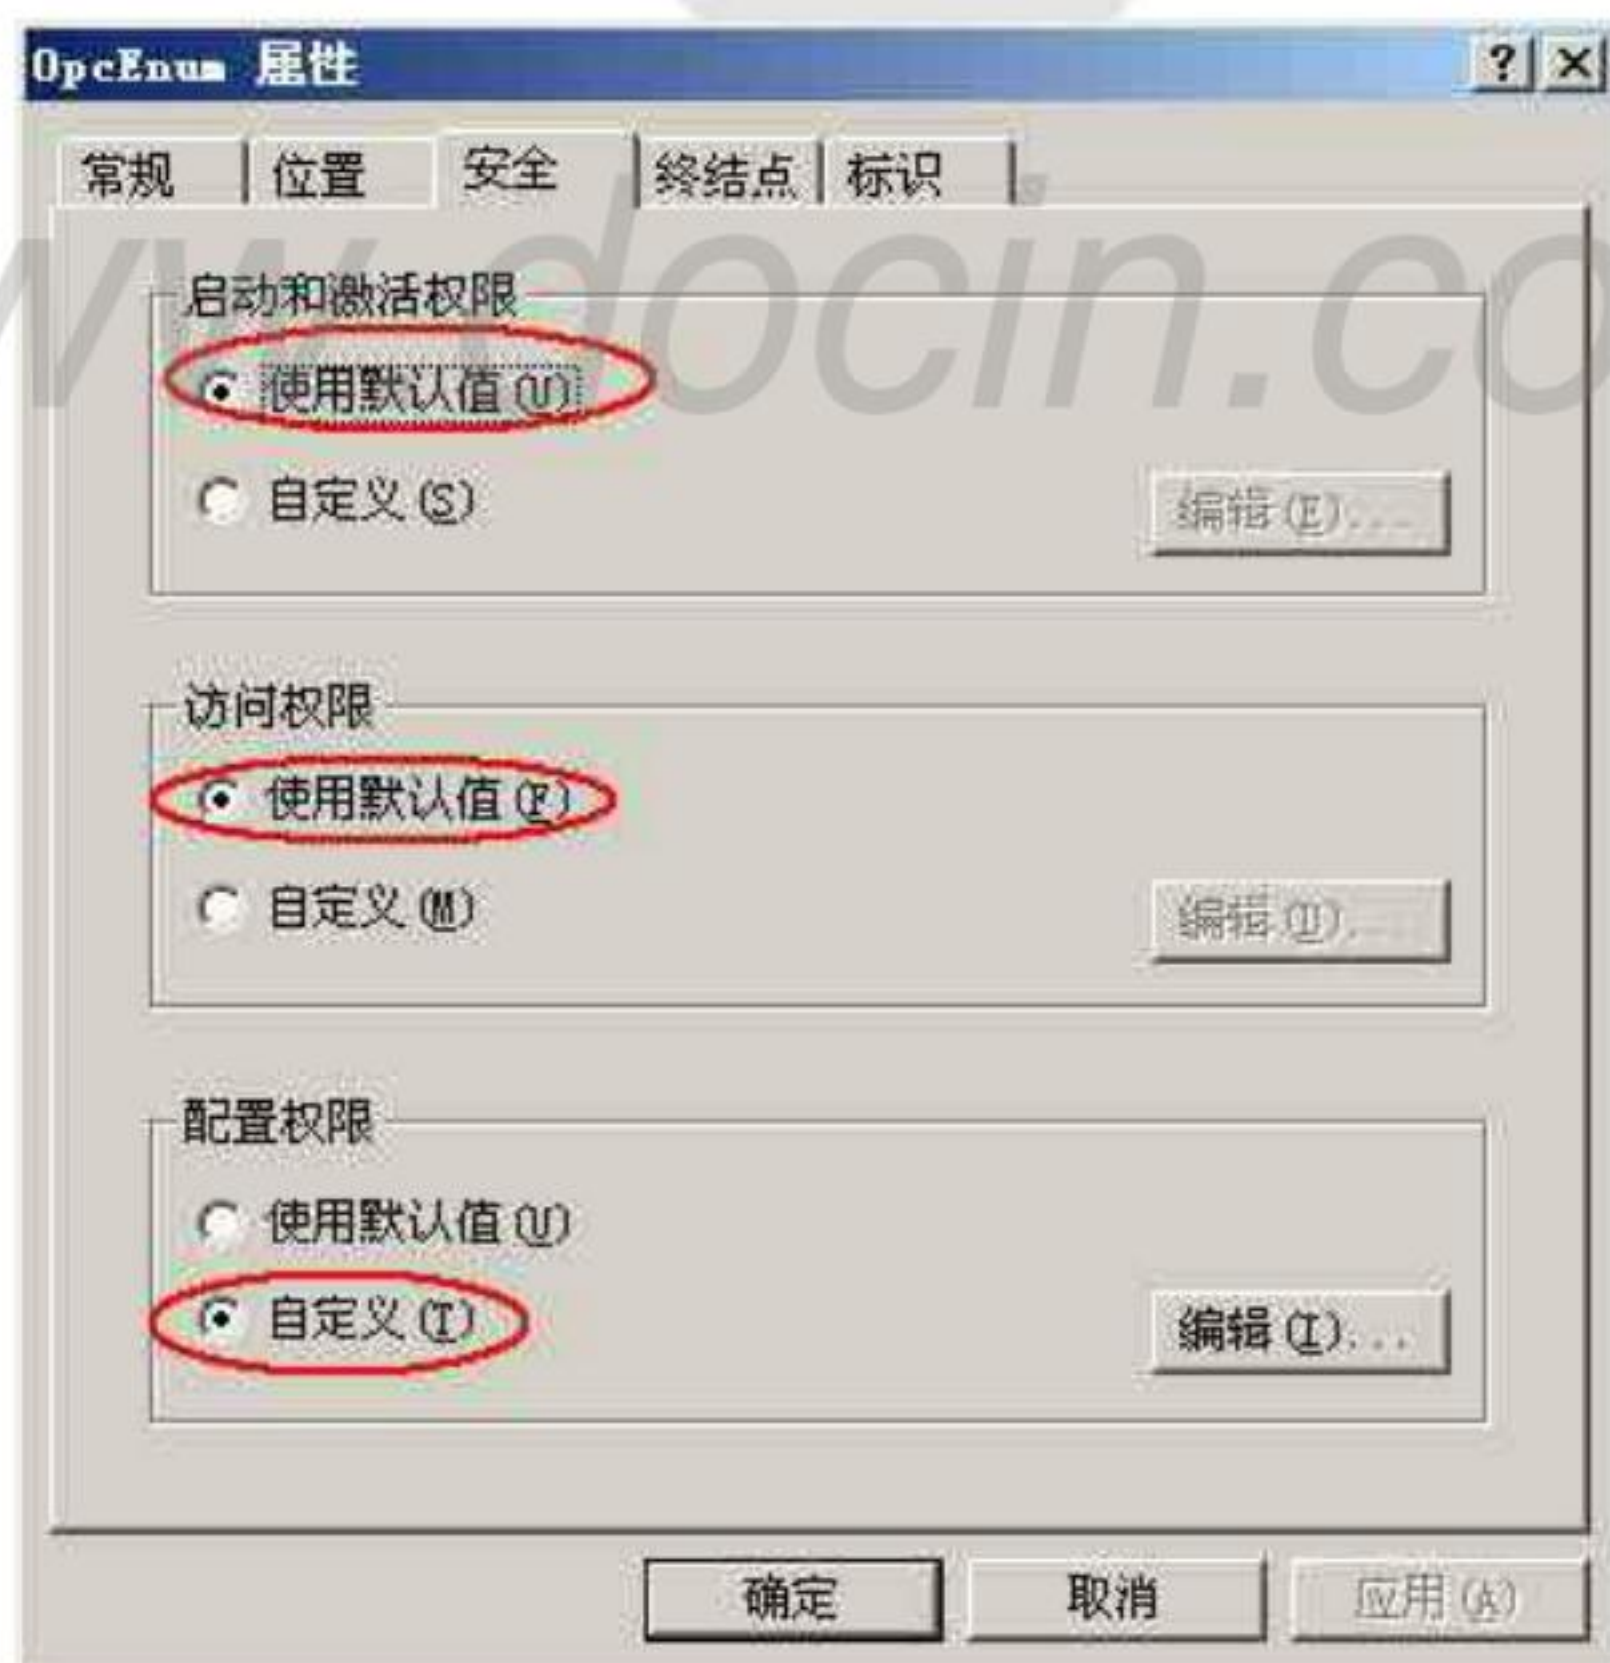 OpcEnum 属性
常规 位置 安全 终结点 标识
www.docin.co
启动和激活权限
使用默认值(U)
自定义(S) 编辑(E)...
访问权限
使用默认值(F)
自定义(M) 编辑(D)...
配置权限
使用默认值(U)
自定义(T) 编辑(I)...
确定 取消 应用(A)